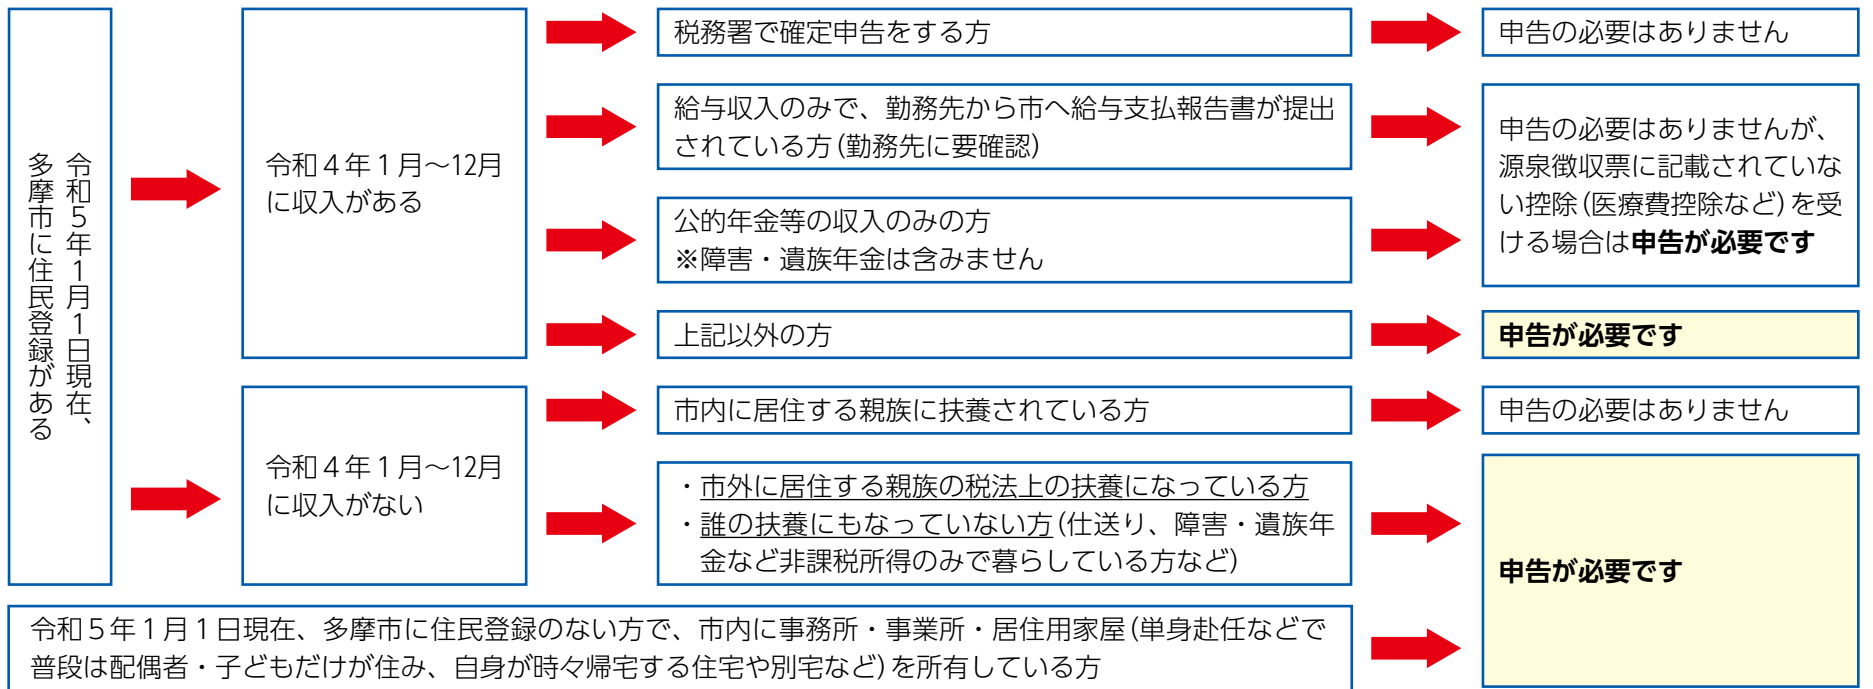 令和５年１月１日現在、
多摩市に住民登録がある
令和４年１月～12月
に収入がある
税務署で確定申告をする方
申告の必要はありません
給与収入のみで、勤務先から市へ給与支払報告書が提出
されている方(勤務先に要確認)
公的年金等の収入のみの方
※障害・遺族年金は含みません
申告の必要はありませんが、
源泉徴収票に記載されていな
い控除(医療費控除など)を受
ける場合は申告が必要です
上記以外の方
申告が必要です
令和４年１月～12月
に収入がない
市内に居住する親族に扶養されている方
申告の必要はありません
・市外に居住する親族の税法上の扶養になっている方
・誰の扶養にもなっていない方(仕送り、障害・遺族年
金など非課税所得のみで暮らしている方など)
令和５年１月１日現在、多摩市に住民登録のない方で、市内に事務所・事業所・居住用家屋(単身赴任などで
普段は配偶者・子どもだけが住み、自身が時々帰宅する住宅や別宅など)を所有している方
申告が必要です